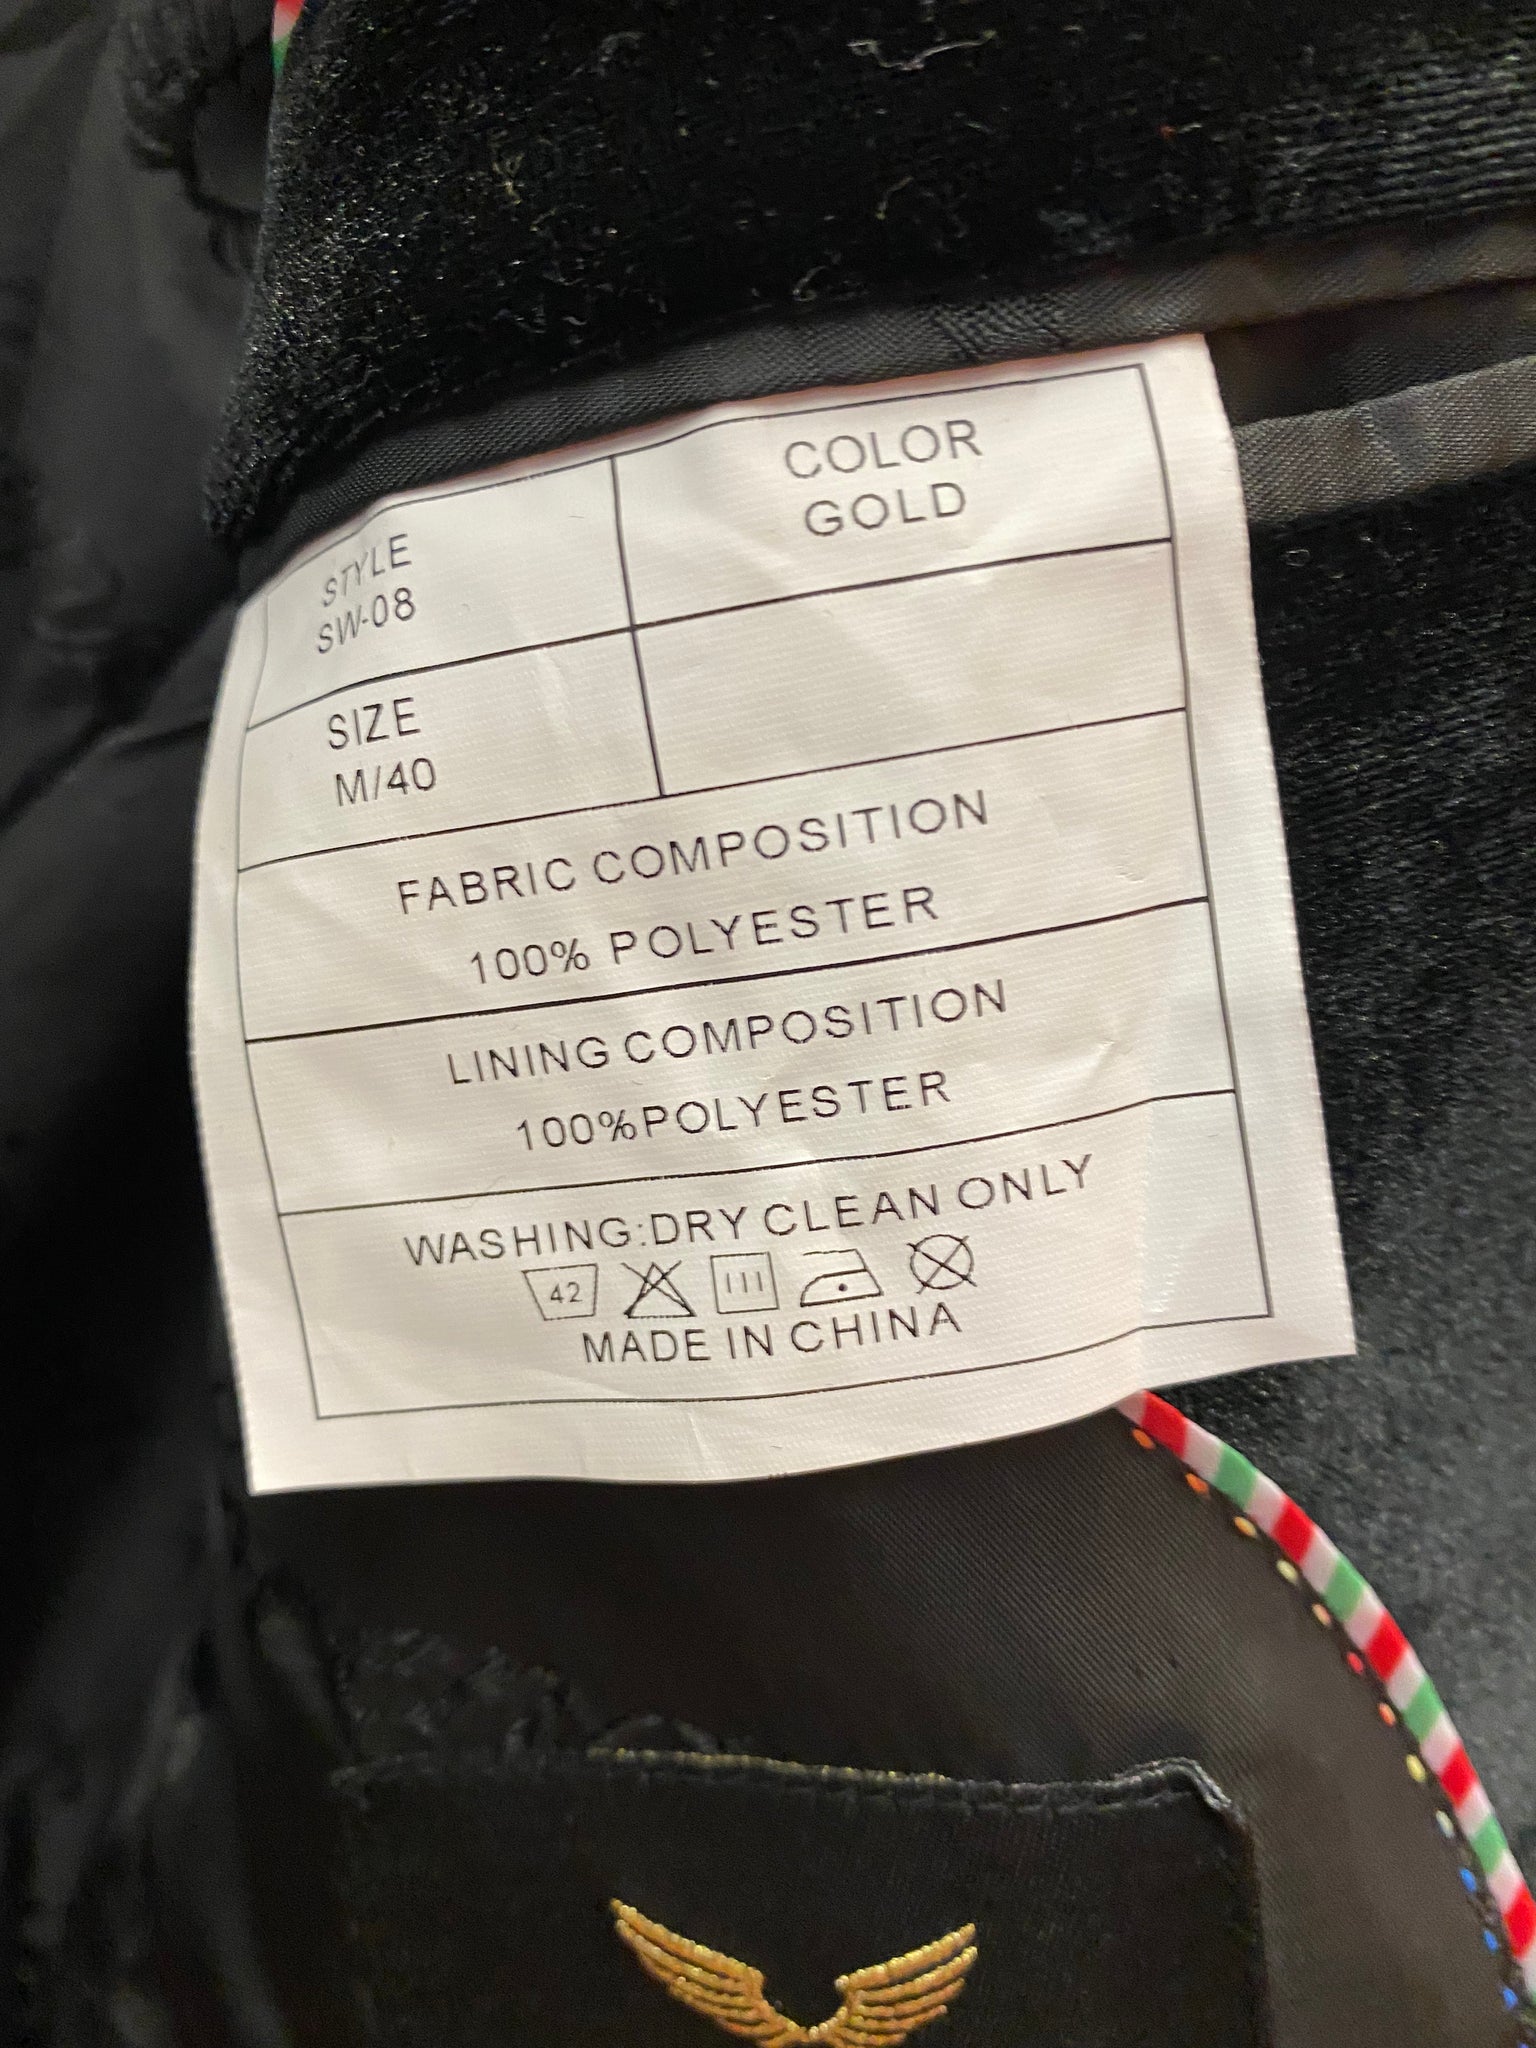 STYLE
SW-08
COLOR
GOLD
SIZE
M/40
FABRIC COMPOSITION
100% POLYESTER
LINING COMPOSITION
100%POLYESTER
WASHING:DRY CLEAN ONLY
42
MADE IN CHINA